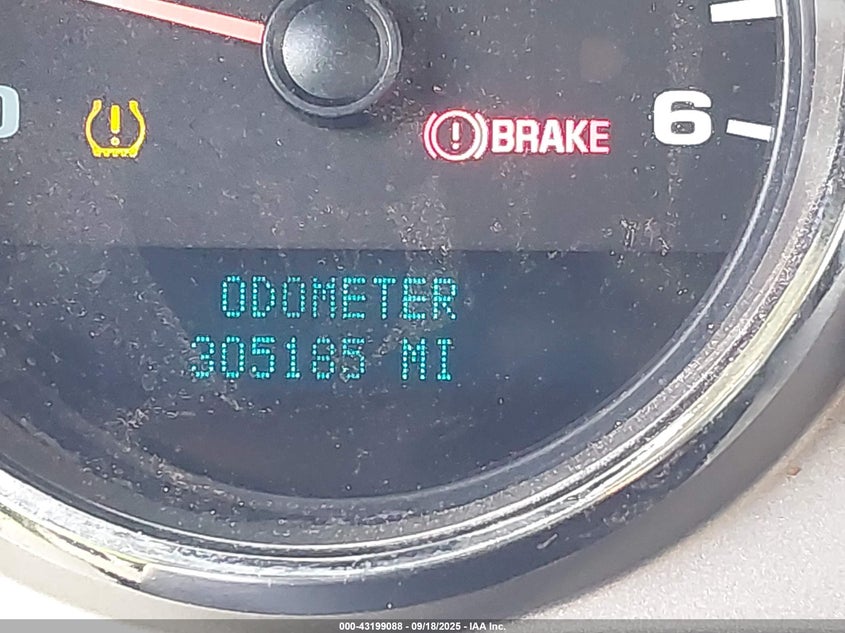 BRAKE 6
ODOMETER
305185 MI
000-43199088 - 09/18/2025 - IAA Inc.